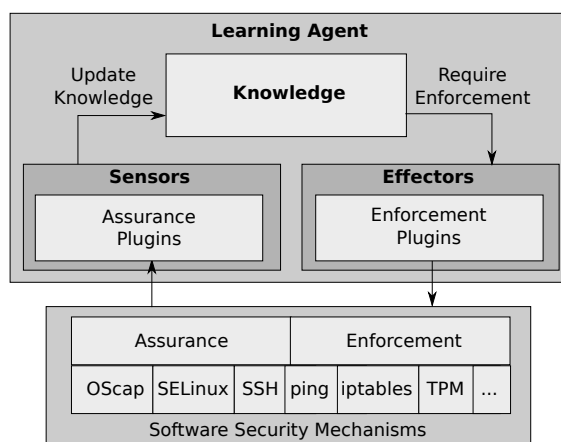 Learning Agent
Update
Knowledge
Knowledge
Require
Enforcement
Sensors
Effectors
Assurance
Plugins
Enforcement
Plugins
Assurance
Enforcement
OScap
SELinux
SSH
ping
iptables
TPM
...
Software Security Mechanisms